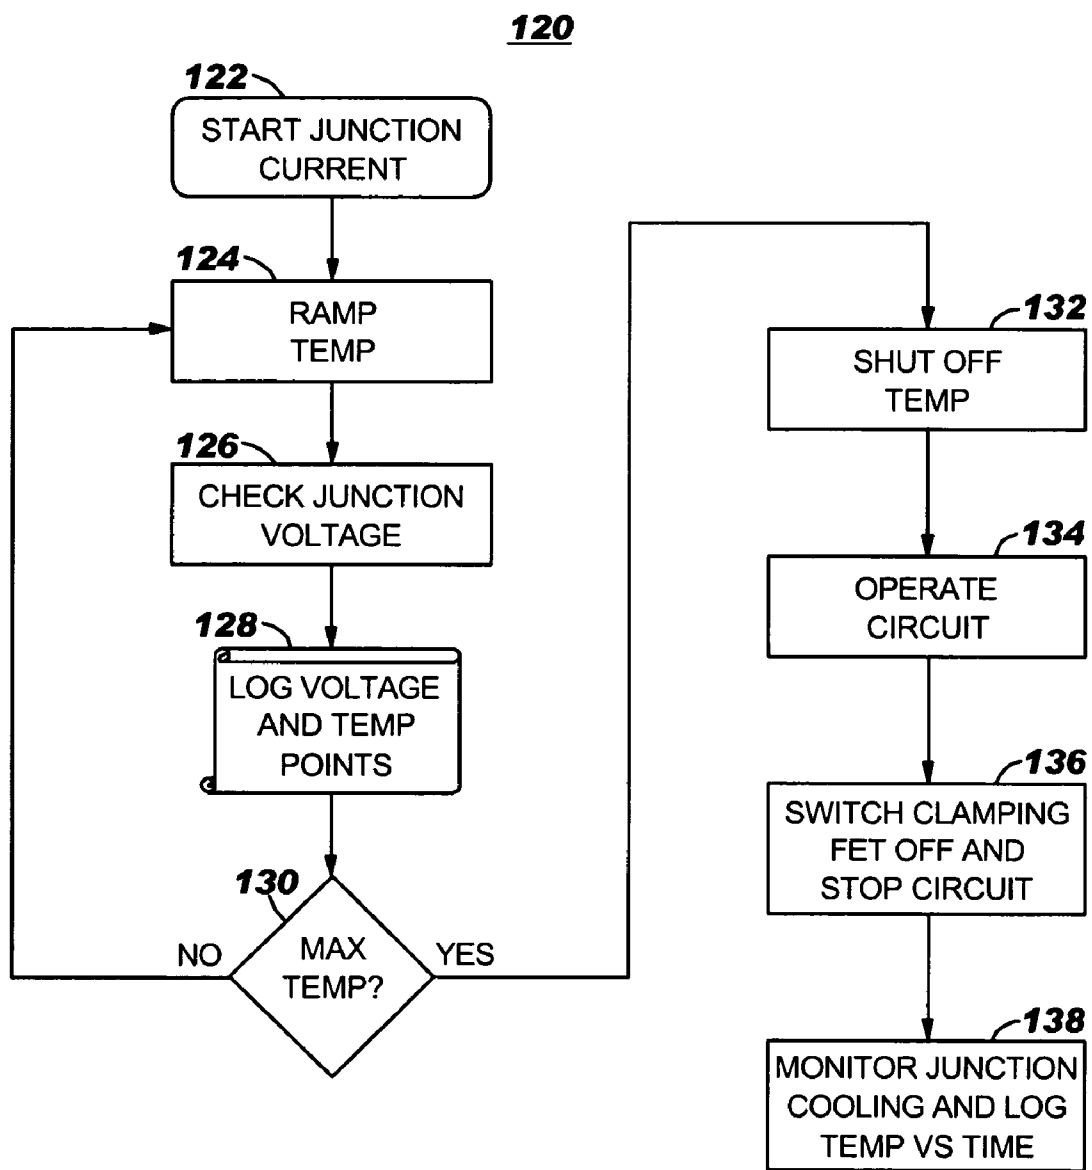 120
122
START JUNCTION
CURRENT
124
RAMP
TEMP
126
CHECK JUNCTION
VOLTAGE
128
LOG VOLTAGE
AND TEMP
POINTS
130
NO
MAX
TEMP?
YES
132
SHUT OFF
TEMP
134
OPERATE
CIRCUIT
136
SWITCH CLAMPING
FET OFF AND
STOP CIRCUIT
138
MONITOR JUNCTION
COOLING AND LOG
TEMP VS TIME